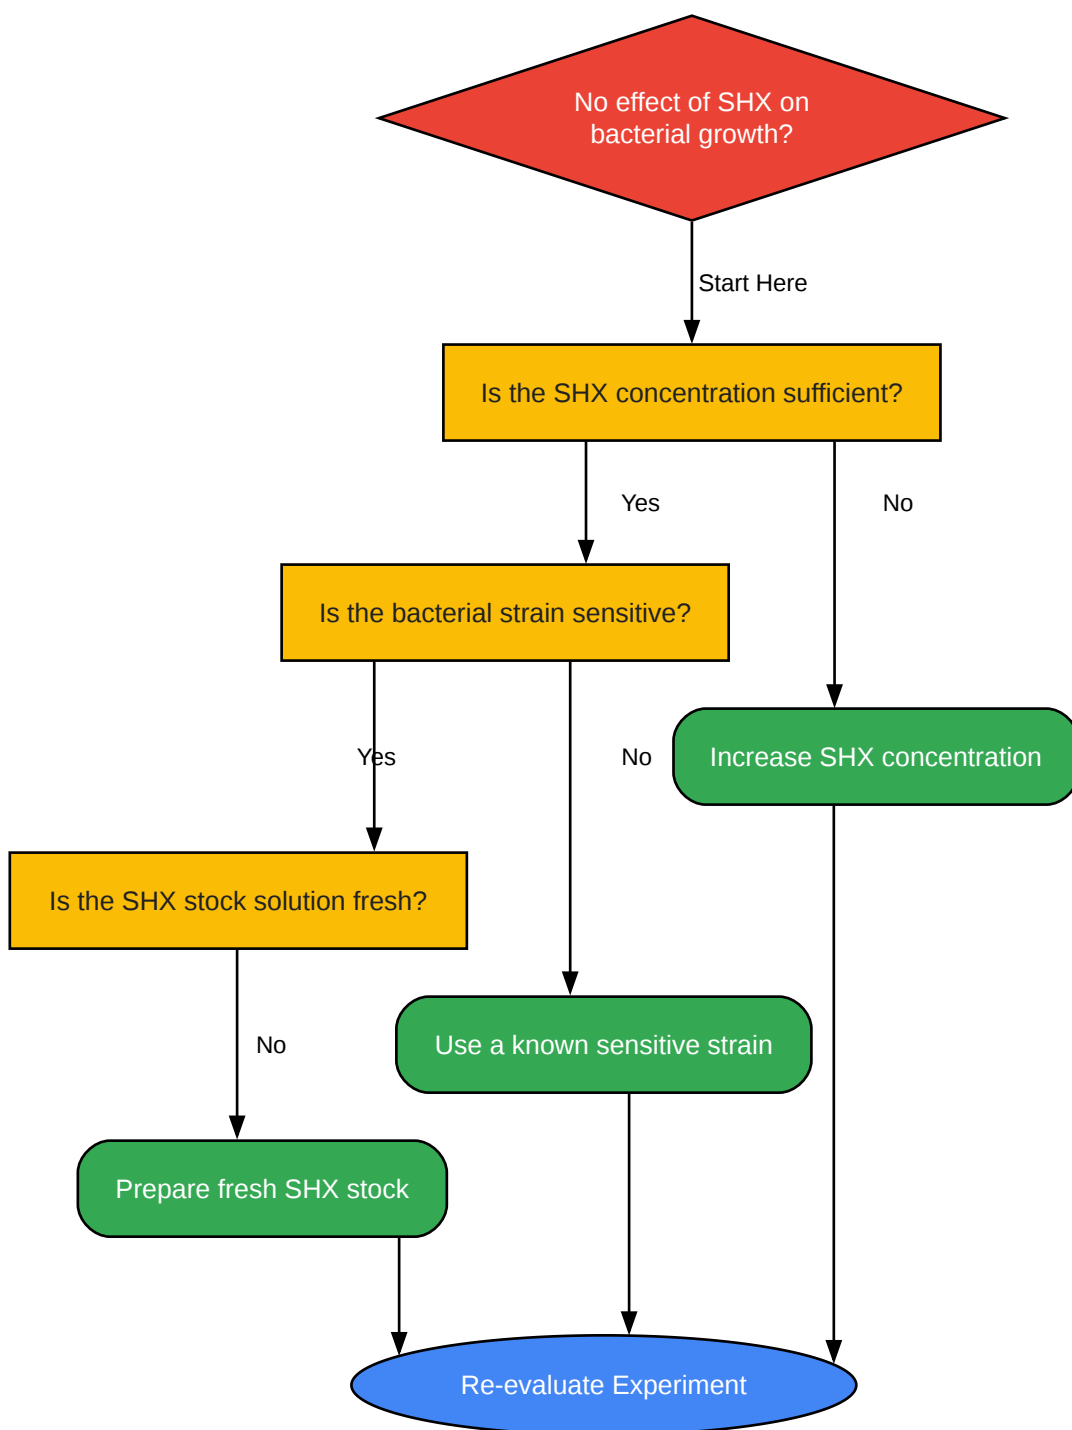 No effect of SHX on
bacterial growth?
Start Here
Is the SHX concentration sufficient?
Yes
No
Is the bacterial strain sensitive?
Yes
No
Increase SHX concentration
Is the SHX stock solution fresh?
No
Use a known sensitive strain
Prepare fresh SHX stock
Re-evaluate Experiment